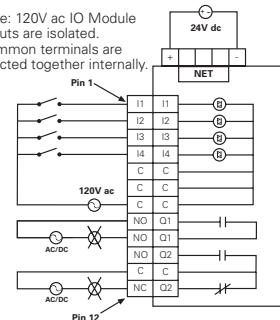 e: 120V ac IO Module
uts are isolated.
mmon terminals are
cted together internally.
24V dc
+ -
NET
Pin 1
I1 I1
I2 I2
I3 I3
I4 I4
C C
C C
C C
120V ac
NO Q1
NO Q1
AC/DC
NO Q2
C C
NC Q2
AC/DC
Pin 12